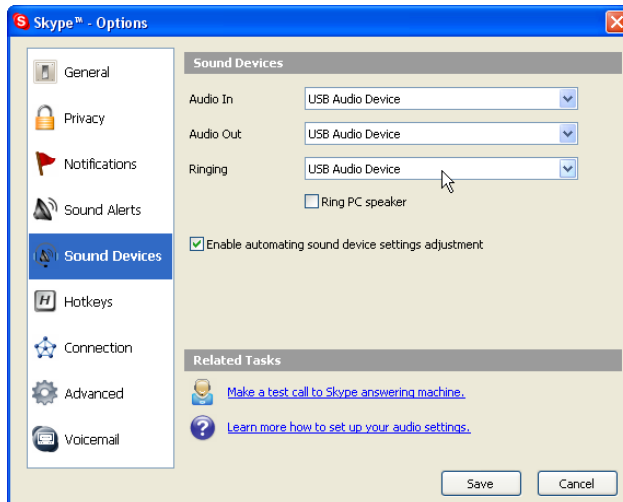 Skype™ - Options
General
Privacy
Notifications
Sound Alerts
Sound Devices
Hotkeys
Connection
Advanced
Voicemail
Sound Devices
Audio In
USB Audio Device
Audio Out
USB Audio Device
Ringing
USB Audio Device
Ring PC speaker
Enable automating sound device settings adjustment
Related Tasks
Make a test call to Skype answering machine.
Learn more how to set up your audio settings.
Save
Cancel